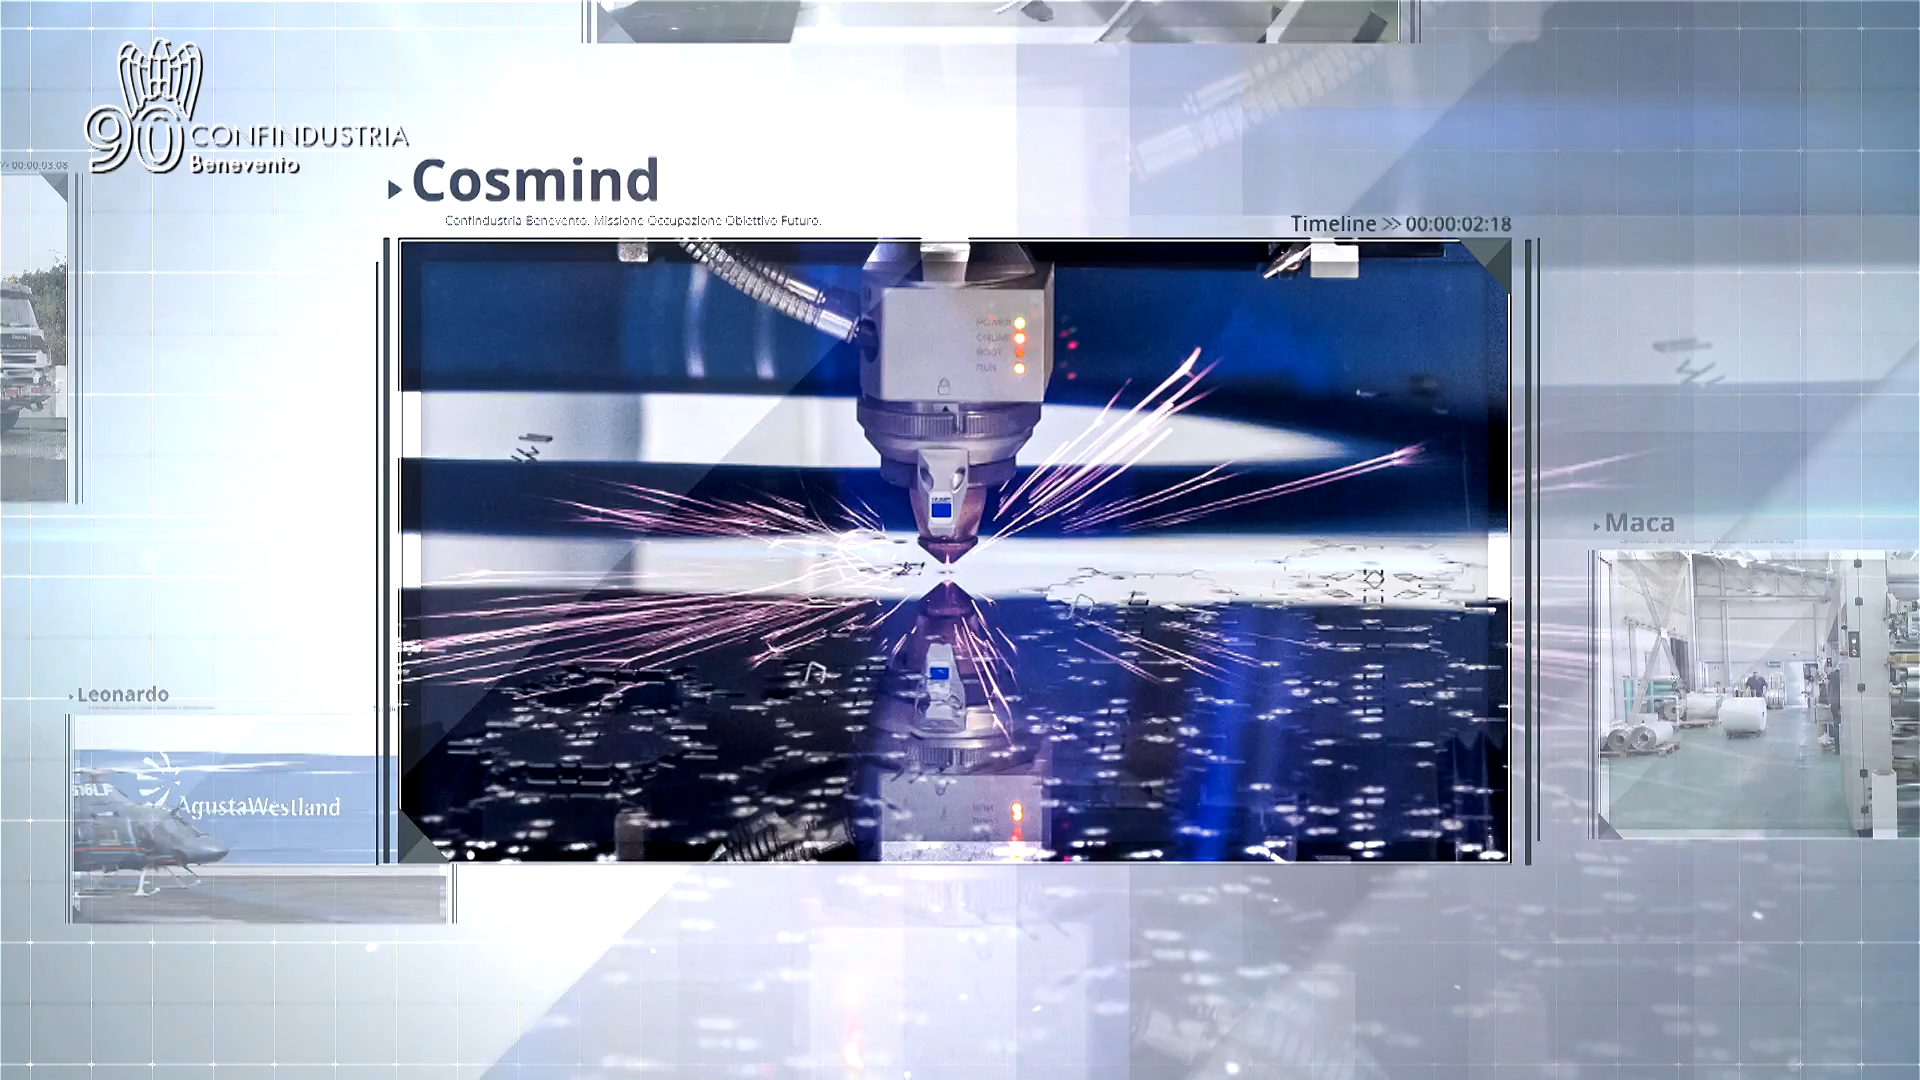 90 CONFINDUSTRIA
Benevento
>> 00:00:03:08
Cosmind
Confindustria Benevento. Missione Occupazione Obiettivo Futuro.
Timeline >> 00:00:02:18
POWER
ONLINE
BOOT
RUN
Maca
Leonardo
AgustaWestland